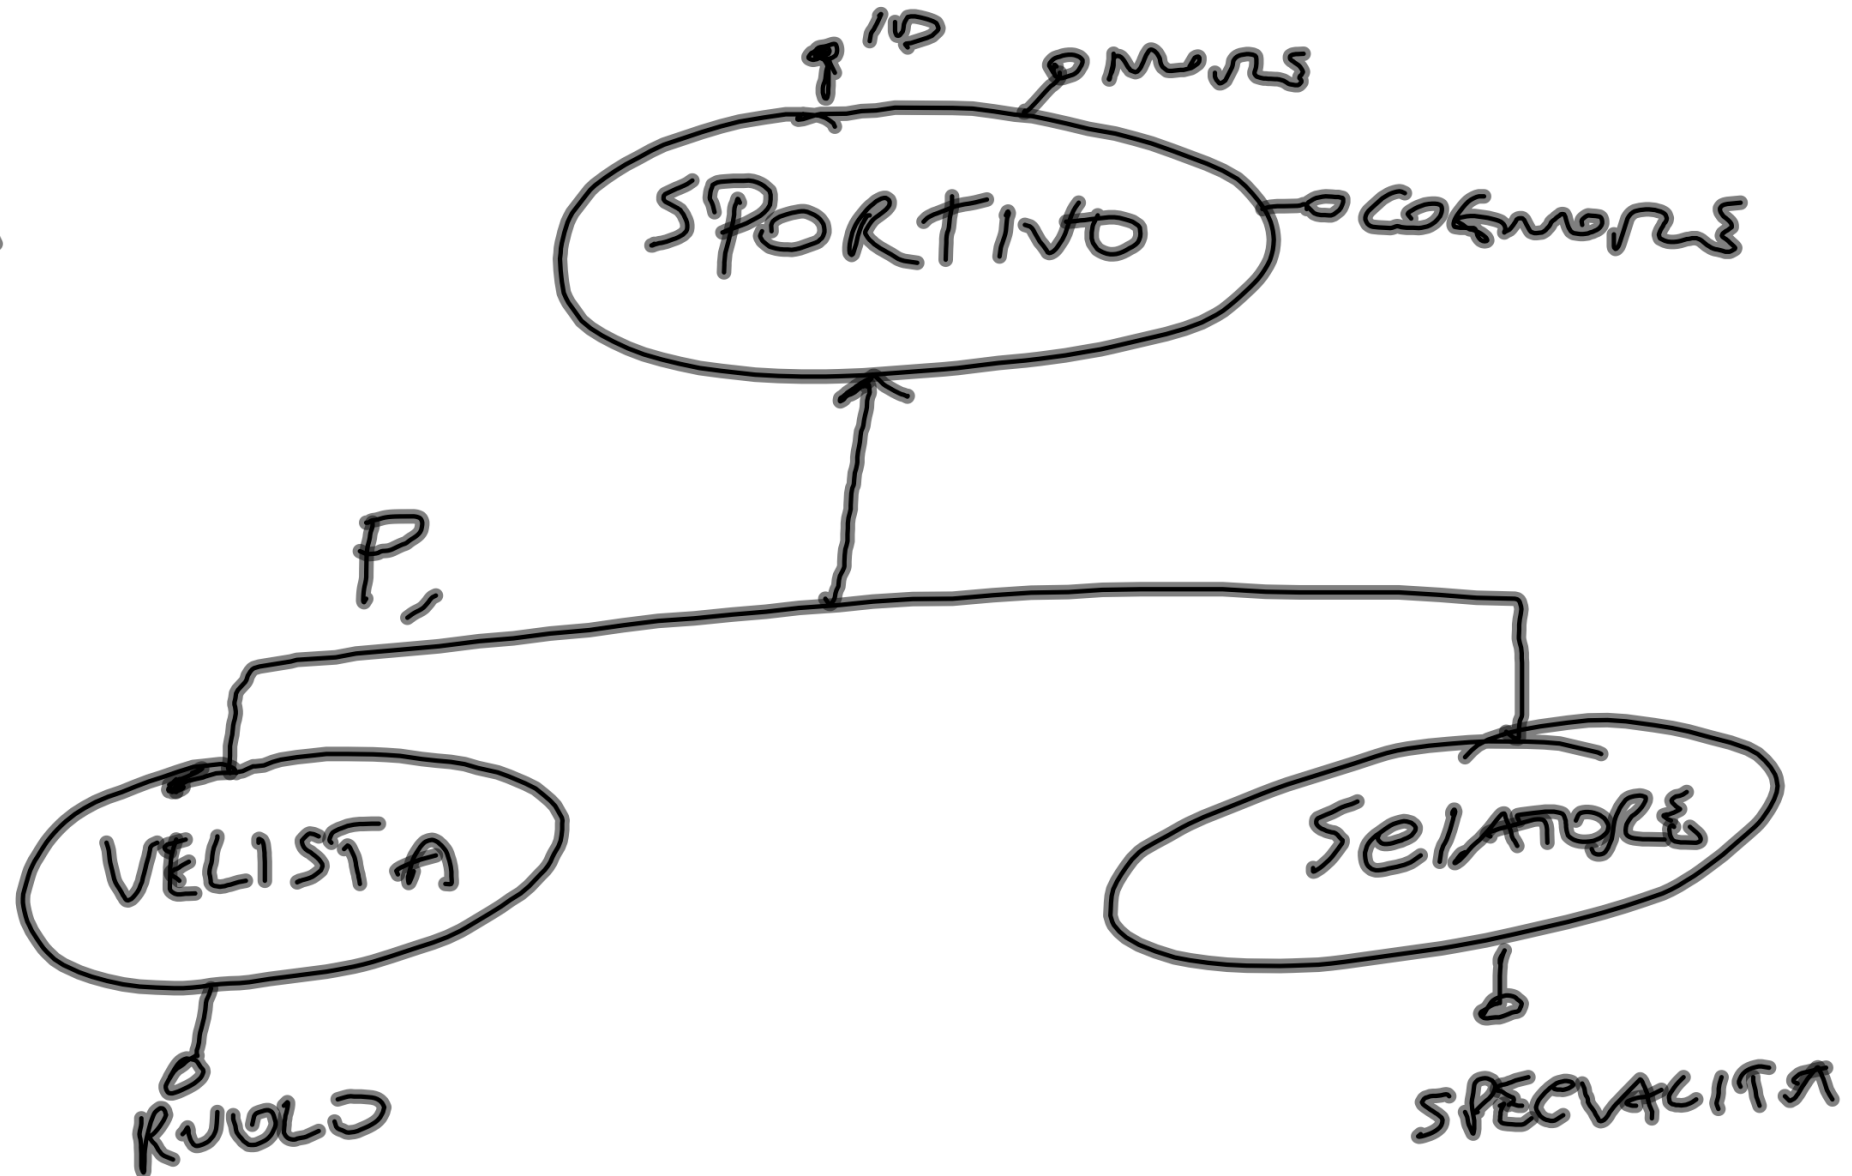 ID
NOME
SPORTIVO
COGNOME
P,
VELISTA
SCIATORE
RUOLO
SPECIALITA